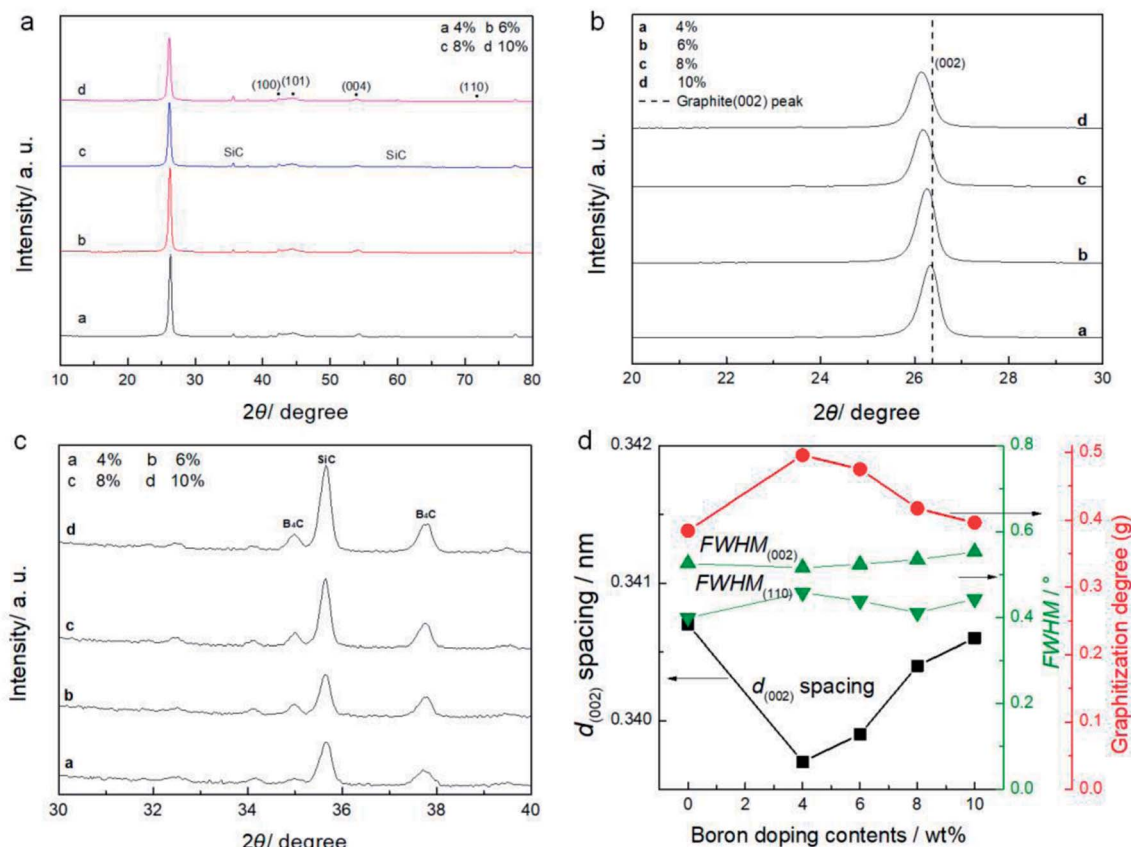 a
a 4% b 6%
c 8% d 10%
d
(100)
(101)
(004)
(110)
c
SiC
SiC
b
a
Intensity/ a. u.
10 20 30 40 50 60 70 80
2θ/ degree
b
a 4%
b 6%
c 8%
d 10%
Graphite(002) peak
(002)
d
c
b
a
Intensity/ a. u.
20 22 24 26 28 30
2θ/ degree
c
a 4% b 6%
c 8% d 10%
SiC
B₄C
B₄C
d
c
b
a
Intensity/ a. u.
30 32 34 36 38 40
2θ/ degree
d
0.342
0.341
0.340
d(002) spacing / nm
FWHM(002)
FWHM(110)
d(002) spacing
0.8
0.6
0.4
0.2
0.0
FWHM / °
0.5
0.4
0.3
0.2
0.1
0.0
Graphitization degree (g)
0 2 4 6 8 10
Boron doping contents / wt%